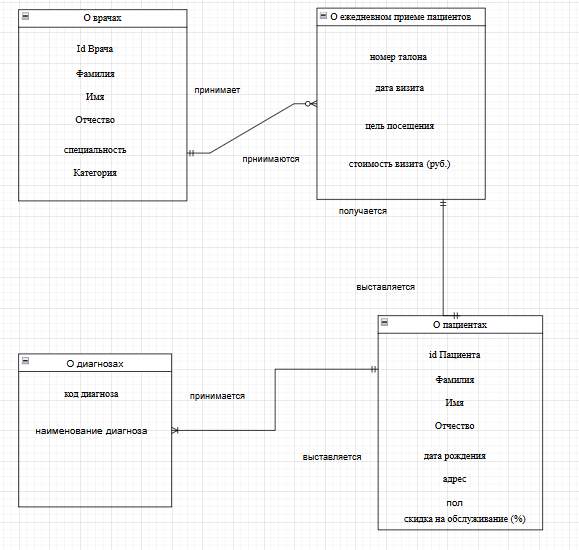 О врачах
Id Врача
Фамилия
Имя
Отчество
специальность
Категория
принимает
прниимаются
О ежедневном приеме пациентов
номер талона
дата визита
цель посещения
стоимость визита (руб.)
получается
выставляется
О пациентах
id Пациента
Фамилия
Имя
Отчество
дата рождения
адрес
пол
скидка на обслуживание (%)
О диагнозах
код диагноза
наименование диагноза
принимается
выставляется